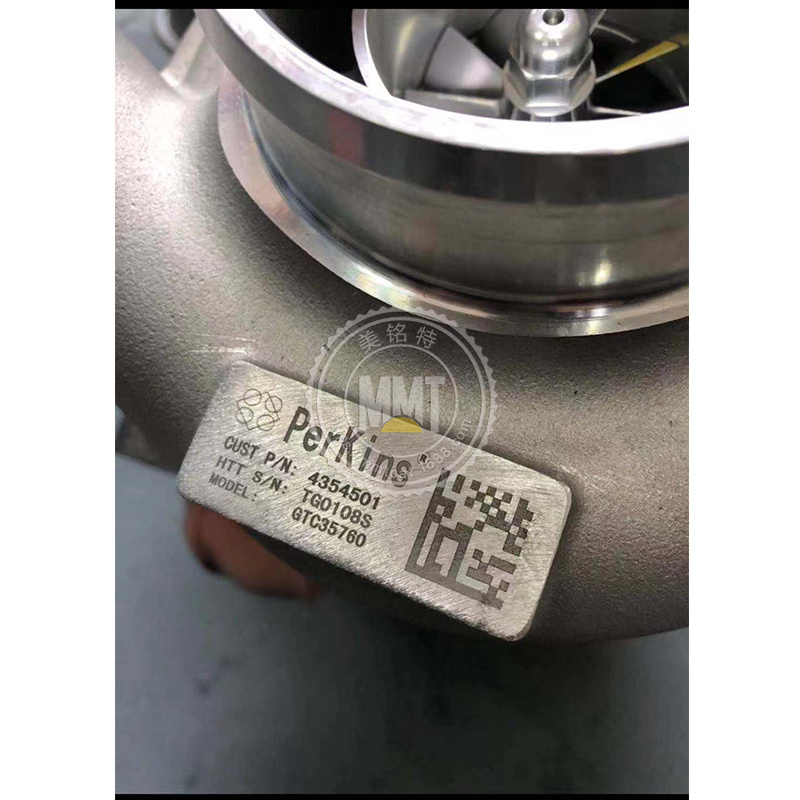 美铭特
MMT
PerKins®
CUST P/N: 4354501
HTT S/N: TG0108S
MODEL: GTC35760